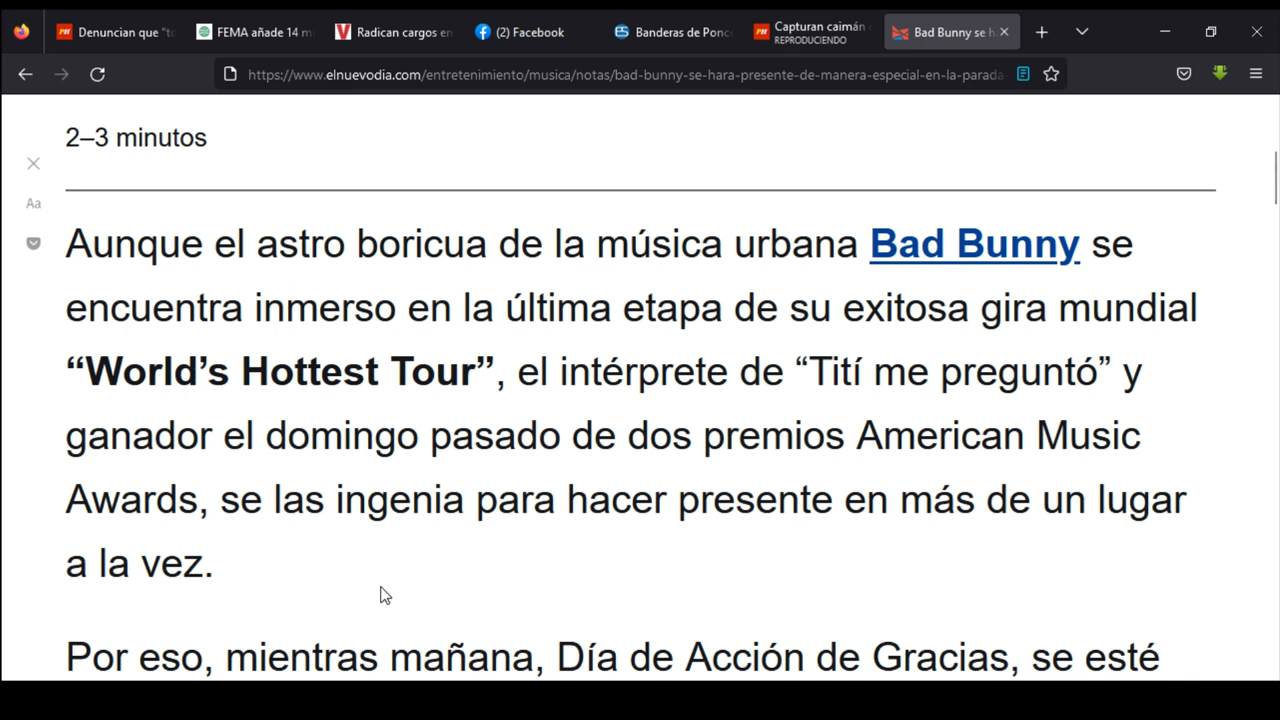 Denuncian que "to
FEMA añade 14 m
Radican cargos en
(2) Facebook
Banderas de Ponce
Capturan caimán
REPRODUCIENDO
Bad Bunny se h
https://www.elnuevodia.com/entretenimiento/musica/notas/bad-bunny-se-hara-presente-de-manera-especial-en-la-parada
2–3 minutos
Aa
Aunque el astro boricua de la música urbana Bad Bunny se
encuentra inmerso en la última etapa de su exitosa gira mundial
“World’s Hottest Tour”, el intérprete de “Tití me preguntó” y
ganador el domingo pasado de dos premios American Music
Awards, se las ingenia para hacer presente en más de un lugar
a la vez.
Por eso, mientras mañana, Día de Acción de Gracias, se esté